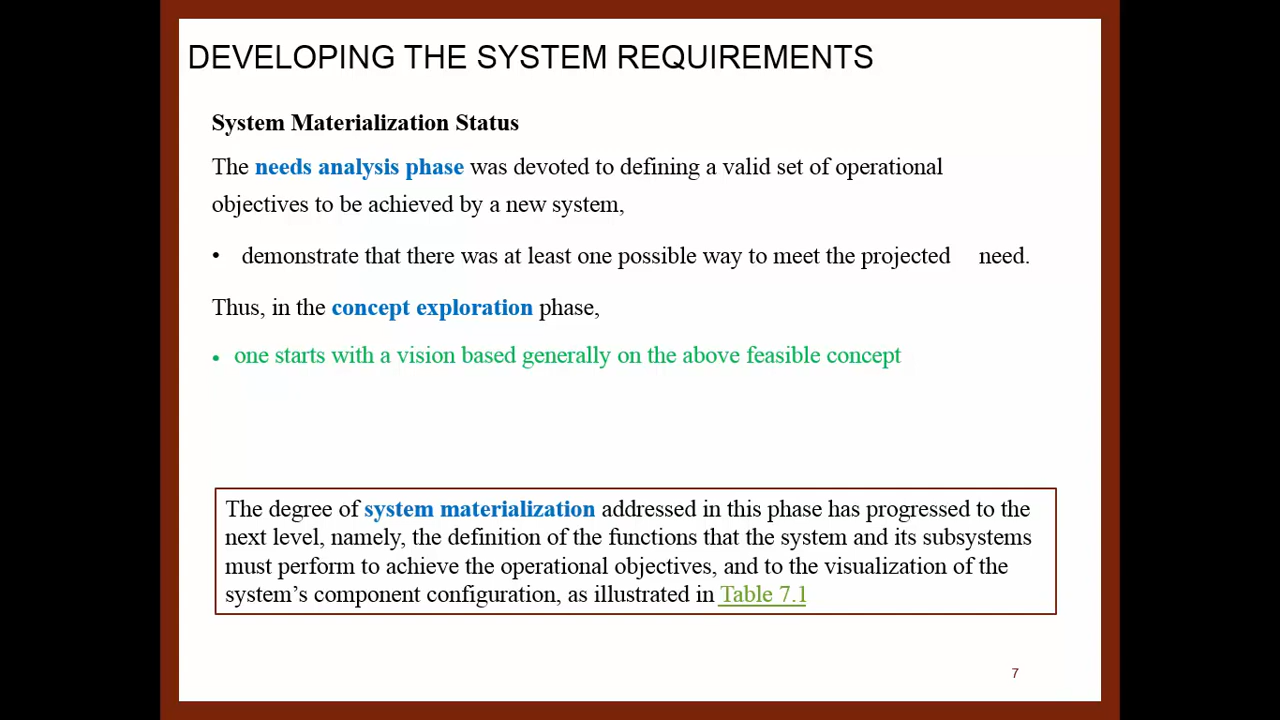 DEVELOPING THE SYSTEM REQUIREMENTS
System Materialization Status
The needs analysis phase was devoted to defining a valid set of operational
objectives to be achieved by a new system,
• demonstrate that there was at least one possible way to meet the projected need.
Thus, in the concept exploration phase,
• one starts with a vision based generally on the above feasible concept
The degree of system materialization addressed in this phase has progressed to the
next level, namely, the definition of the functions that the system and its subsystems
must perform to achieve the operational objectives, and to the visualization of the
system’s component configuration, as illustrated in Table 7.1
7